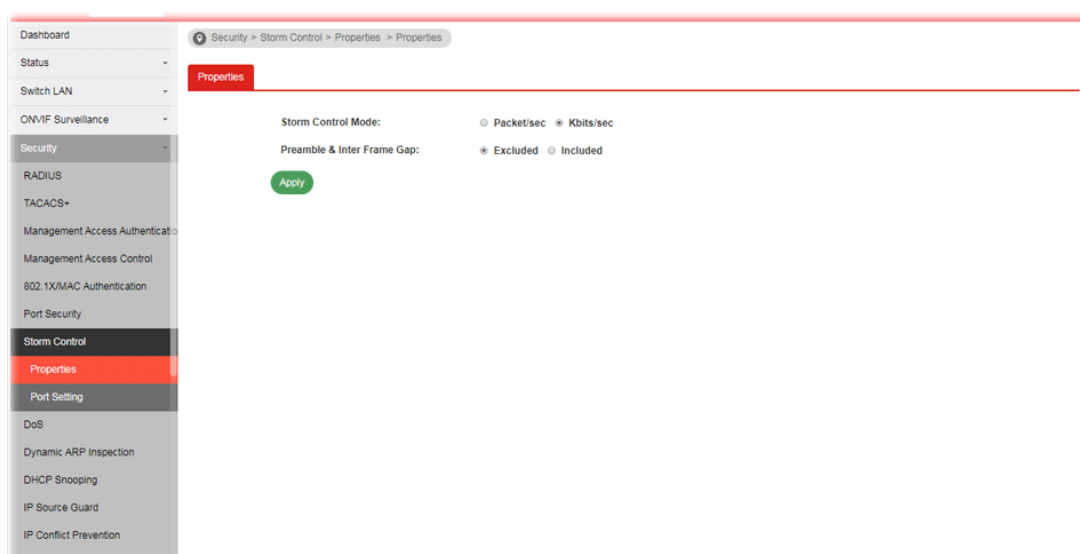 Dashboard
Security > Storm Control > Properties > Properties
Status
Properties
Switch LAN
ONVIF Surveillance
Storm Control Mode: Packet/sec Kbits/sec
Security
Preamble & Inter Frame Gap: Excluded Included
RADIUS
Apply
TACACS+
Management Access Authenticatio
Management Access Control
802.1X/MAC Authentication
Port Security
Storm Control
Properties
Port Setting
DoS
Dynamic ARP Inspection
DHCP Snooping
IP Source Guard
IP Conflict Prevention